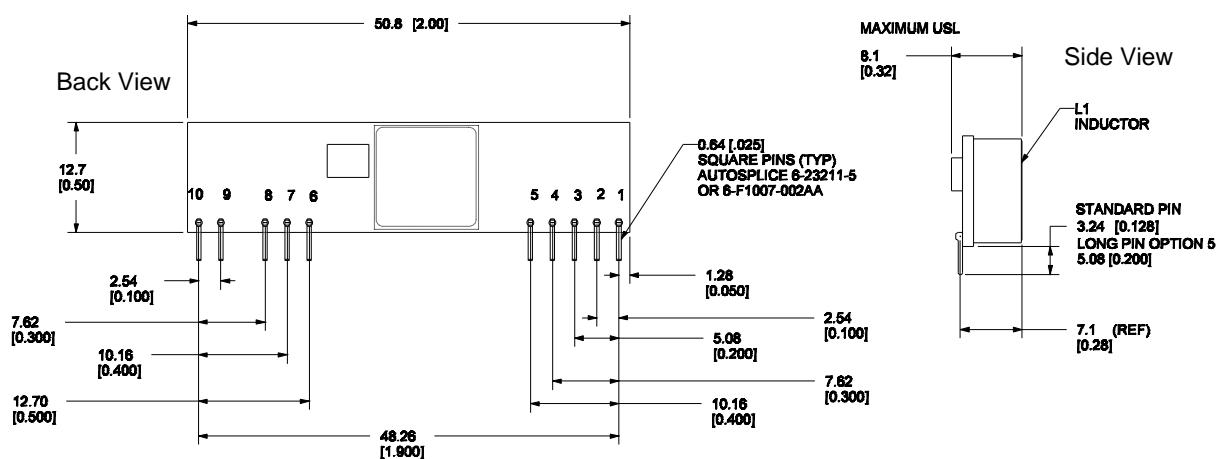 50.8 [2.00]
MAXIMUM USL
8.1
[0.32]
Side View
Back View
L1
INDUCTOR
12.7
[0.50]
0.64 [.025]
SQUARE PINS (TYP)
AUTOSPLICE 6-23211-5
OR 6-F1007-002AA
10 9 8 7 6 5 4 3 2 1
STANDARD PIN
3.24 [0.128]
LONG PIN OPTION 5
5.08 [0.200]
2.54
[0.100]
1.28
[0.050]
7.62
[0.300]
2.54
[0.100]
7.1 (REF)
[0.28]
10.16
[0.400]
5.08
[0.200]
12.70
[0.500]
7.62
[0.300]
10.16
[0.400]
48.26
[1.900]